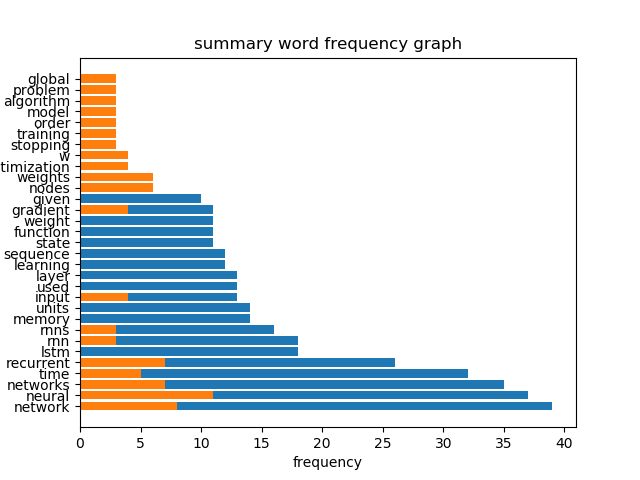 summary word frequency graph
global
problem
algorithm
model
order
training
stopping
w
timization
weights
nodes
given
gradient
weight
function
state
sequence
learning
layer
used
input
units
memory
rnns
rnn
lstm
recurrent
time
networks
neural
network
0 5 10 15 20 25 30 35 40
frequency